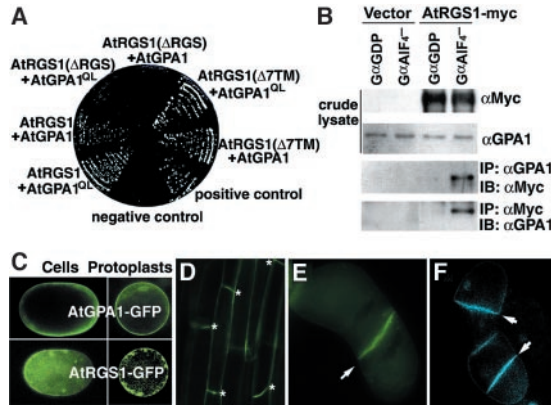 A
AtRGS1(ΔRGS)
+AtGPA1
AtRGS1(ΔRGS)
+AtGPA1QL
AtRGS1(Δ7TM)
+AtGPA1QL
AtRGS1
+AtGPA1
AtRGS1(Δ7TM)
+AtGPA1
AtRGS1
+AtGPA1QL
positive control
negative control
B
Vector
AtRGS1-myc
GαGDP
GαAlF4−
GαGDP
GαAlF4−
crude
lysate
αMyc
αGPA1
IP: αGPA1
IB: αMyc
IP: αMyc
IB: αGPA1
C
Cells
Protoplasts
AtGPA1-GFP
AtRGS1-GFP
D
*
*
*
*
*
E
F